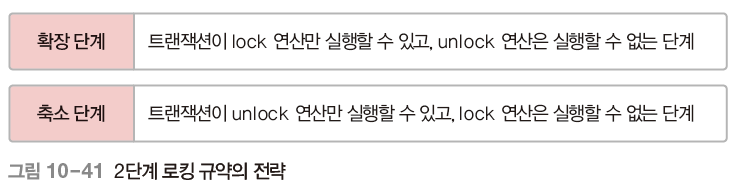 확장 단계 트랜잭션이 lock 연산만 실행할 수 있고, unlock 연산은 실행할 수 없는 단계
축소 단계 트랜잭션이 unlock 연산만 실행할 수 있고, lock 연산은 실행할 수 없는 단계
그림 10-41 2단계 로킹 규약의 전략